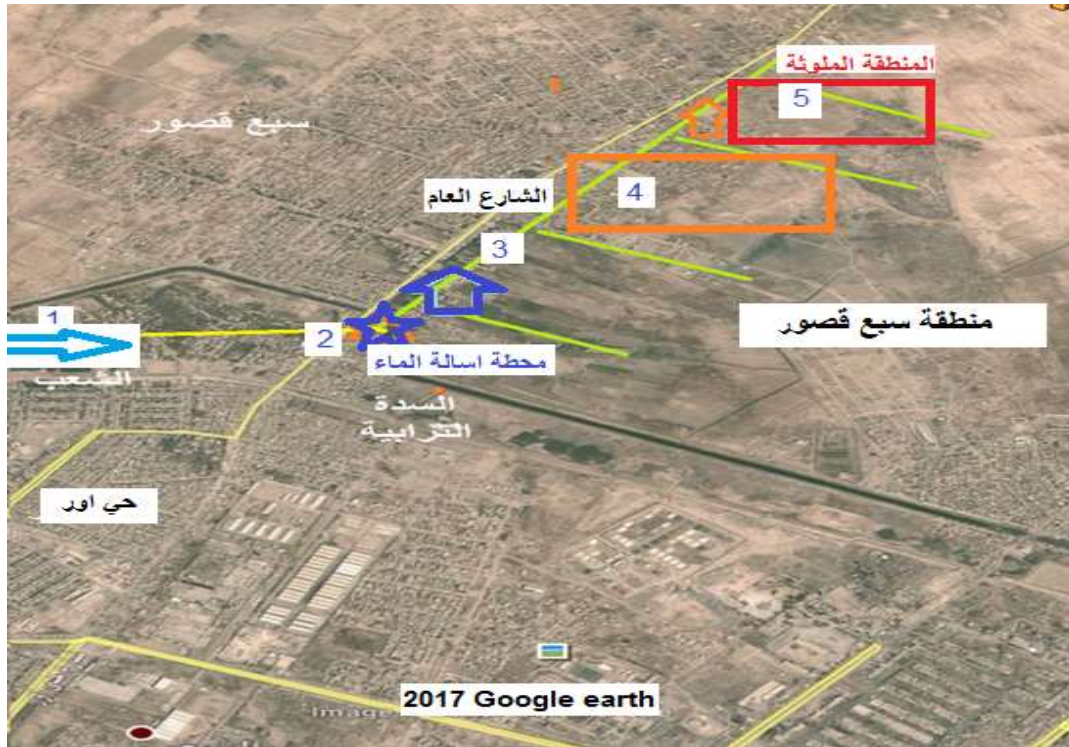 المنطقة الملوثة
5
سبع قصور
4
الشارع العام
3
منطقة سبع قصور
1
2
محطة اسالة الماء
الشعب
السدة
الترابية
حي اور
2017 Google earth
Image